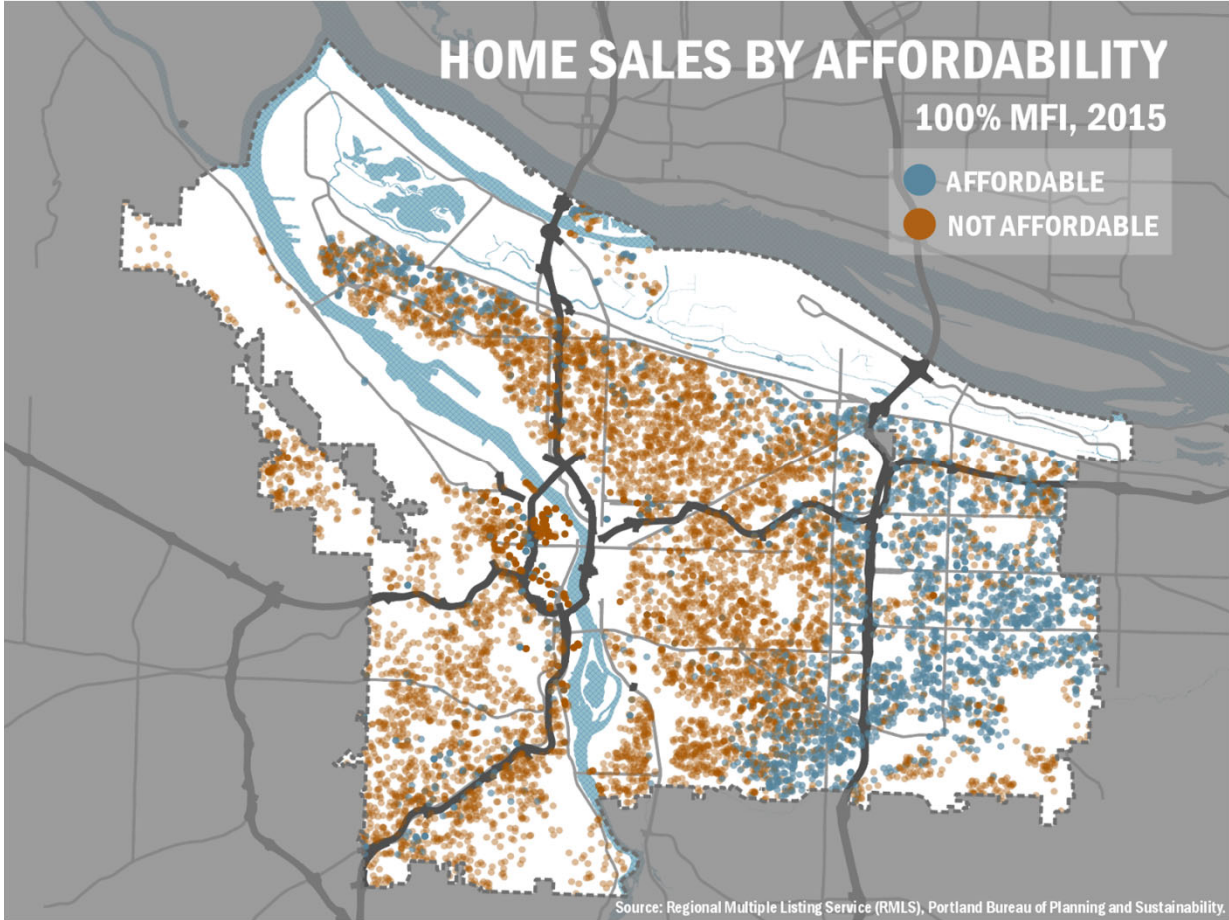 HOME SALES BY AFFORDABILITY
100% MFI, 2015
AFFORDABLE
NOT AFFORDABLE
Source: Regional Multiple Listing Service (RMLS), Portland Bureau of Planning and Sustainability.